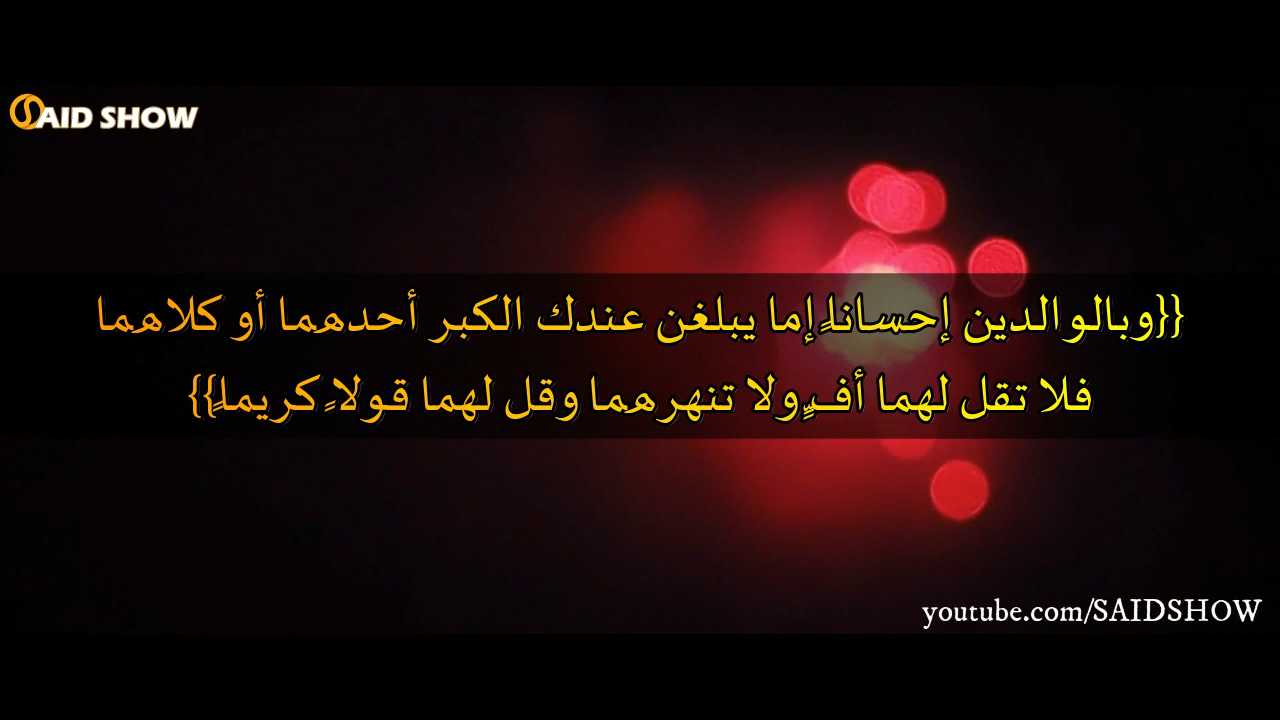 SAID SHOW
{{وبالوالدين إحساناً إما يبلغن عندك الكبر أحدهما أو كلاهما
فلا تقل لهما أفٍ ولا تنهرهما وقل لهما قولاً كريماً}}
youtube.com/SAIDSHOW